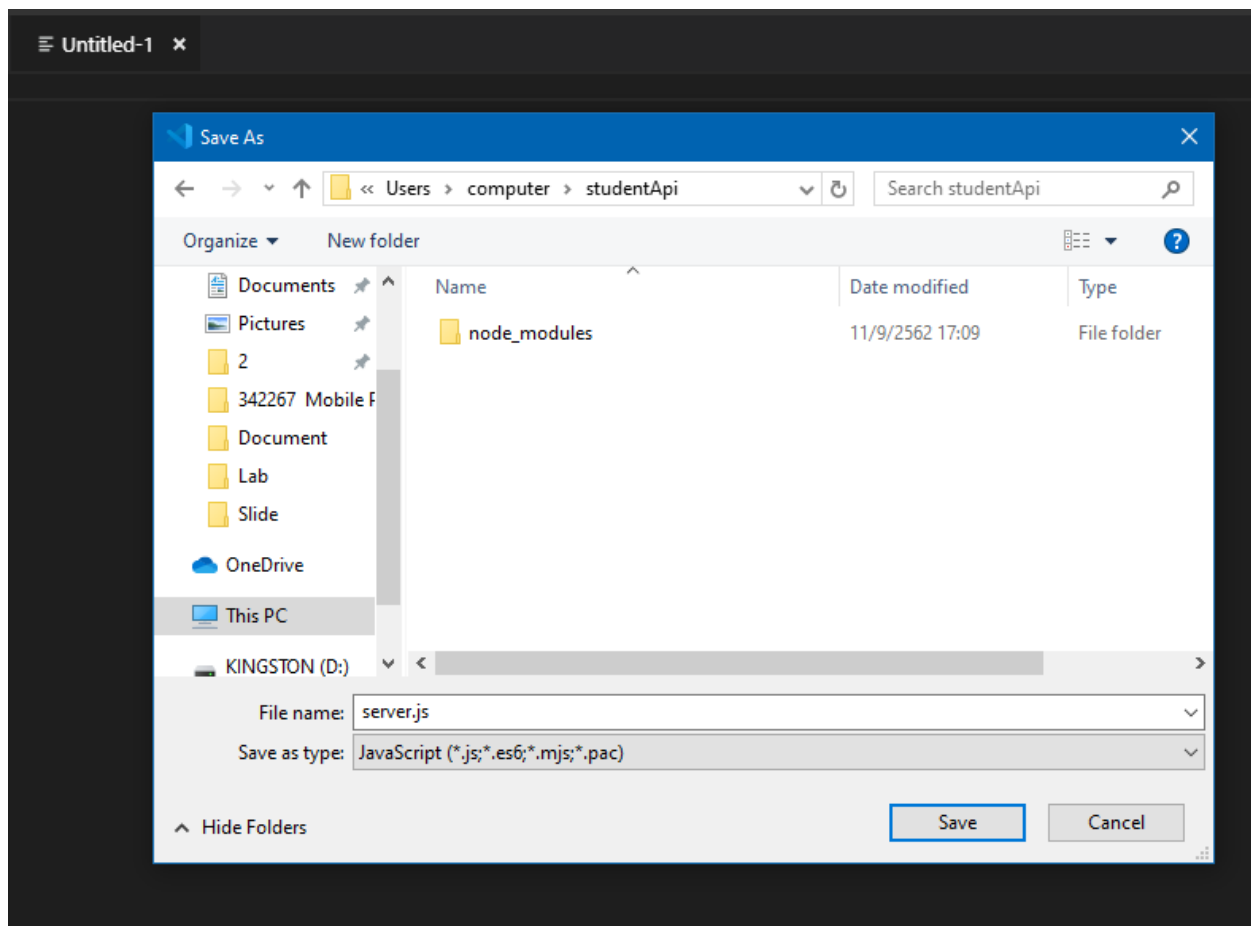 Untitled-1
Save As
« Users > computer > studentApi
Search studentApi
Organize
New folder
Name
Date modified
Type
Documents
Pictures
2
342267 Mobile
Document
Lab
Slide
OneDrive
This PC
KINGSTON (D:)
node_modules
11/9/2562 17:09
File folder
File name: server.js
Save as type: JavaScript (*.js;*.es6;*.mjs;*.pac)
Hide Folders
Save
Cancel